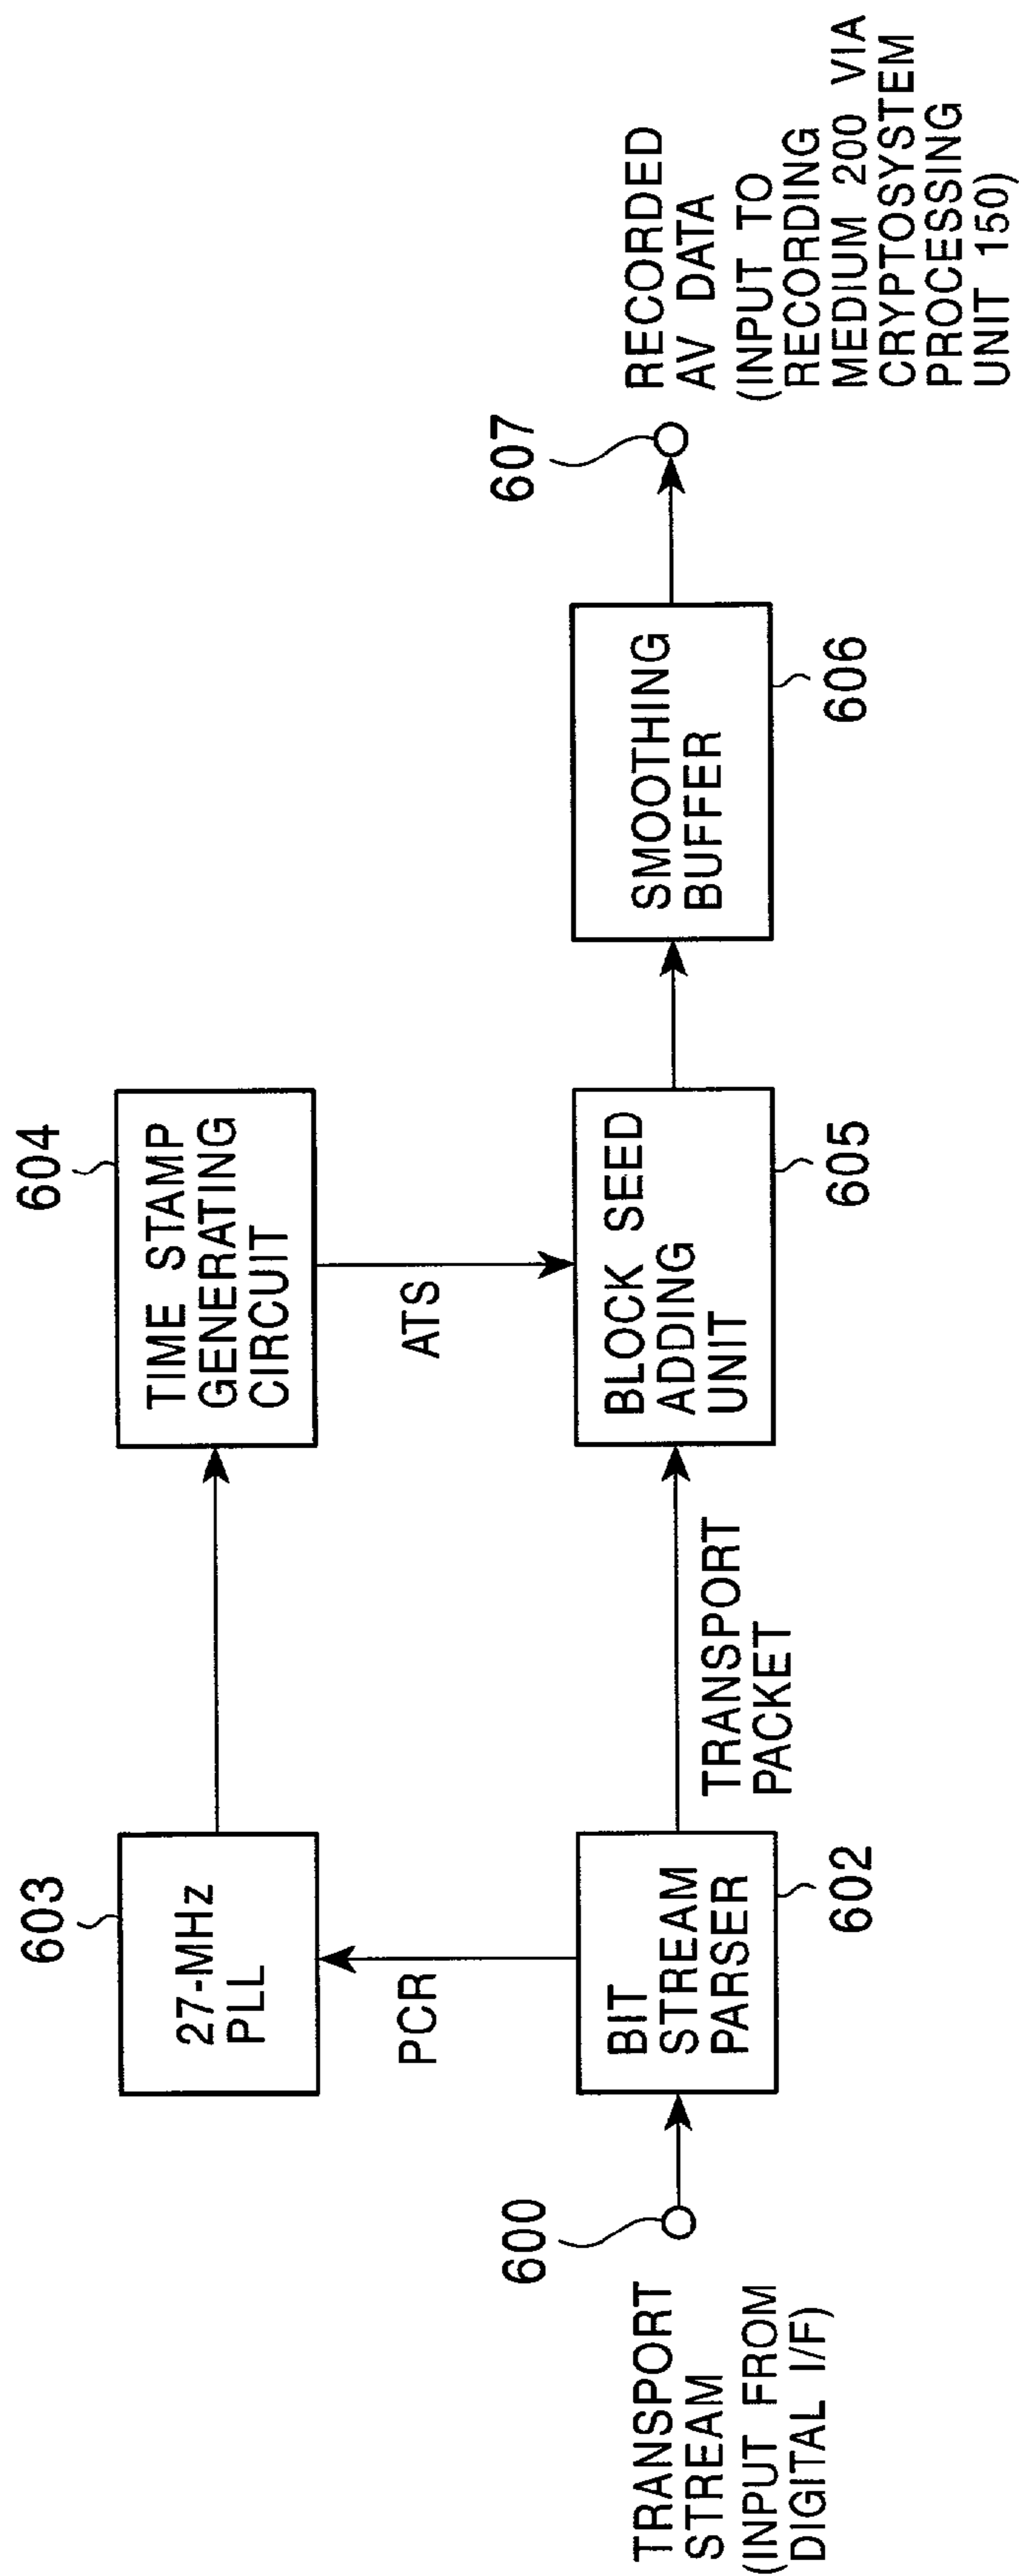 603
27-MHz
PLL
604
TIME STAMP
GENERATING
CIRCUIT
PCR
ATS
600
TRANSPORT
STREAM
(INPUT FROM
DIGITAL I/F)
BIT
STREAM
PARSER
602
TRANSPORT
PACKET
BLOCK SEED
ADDING
UNIT
605
SMOOTHING
BUFFER
606
607
RECORDED
AV DATA
(INPUT TO
RECORDING
MEDIUM 200 VIA
CRYPTOSYSTEM
PROCESSING
UNIT 150)